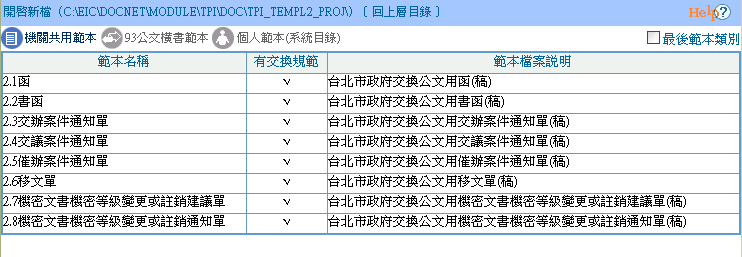 開啓新檔 (C:\EIC\DOCNET\MODULE\TPI\DOC\TPI_TEMPL2_PROJ\) 〔 回上層目錄 〕 Help?
機關共用範本 93公文橫書範本 個人範本(系統目錄) 最後範本類別
範本名稱 有交換規範 範本檔案説明
2.1函 v 台北市政府交換公文用函(稿)
2.2書函 v 台北市政府交換公文用書函(稿)
2.3交辦案件通知單 v 台北市政府交換公文用交辦案件通知單(稿)
2.4交議案件通知單 v 台北市政府交換公文用交議案件通知單(稿)
2.5催辦案件通知單 v 台北市政府交換公文用催辦案件通知單(稿)
2.6移文單 v 台北市政府交換公文用移文單(稿)
2.7機密文書機密等級變更或註銷建議單 v 台北市政府交換公文用機密文書機密等級變更或註銷建議單(稿)
2.8機密文書機密等級變更或註銷通知單 v 台北市政府交換公文用機密文書機密等級變更或註銷通知單(稿)